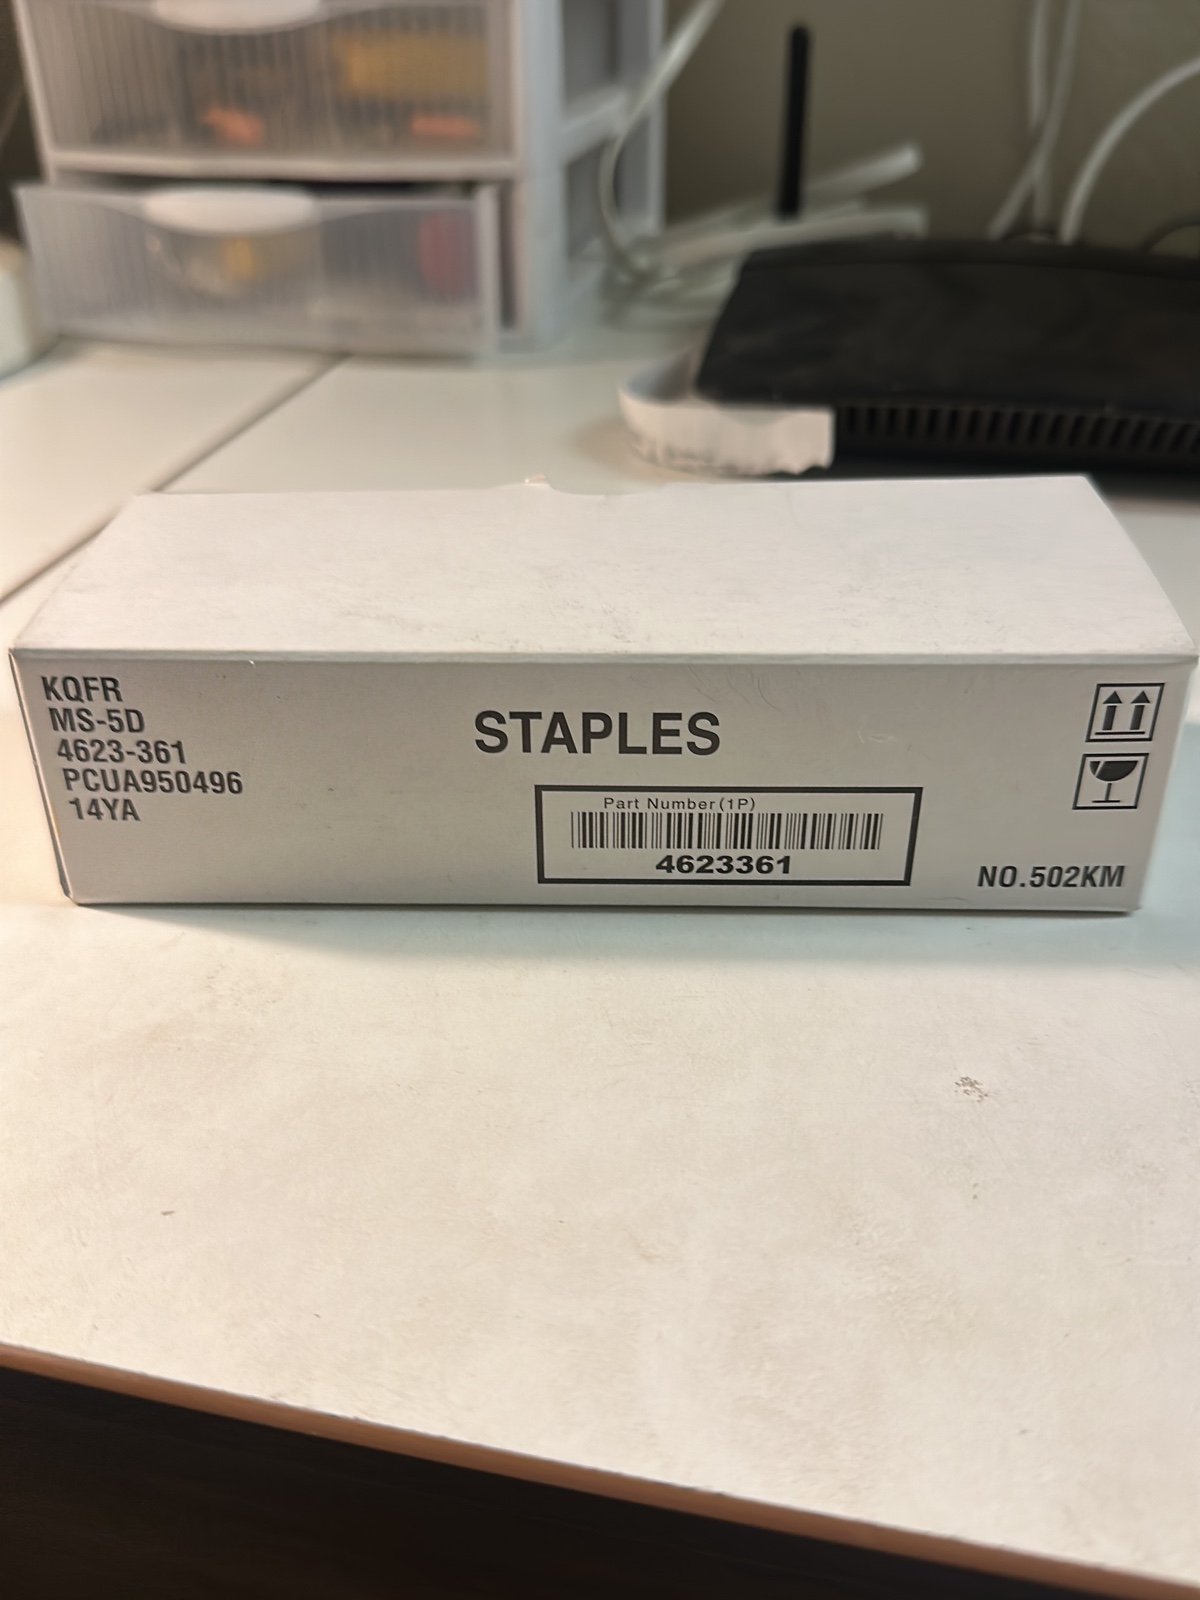 KQFR
MS-5D
4623-361
PCUA950496
14YA
STAPLES
Part Number (1P)
4623361
NO.502KM